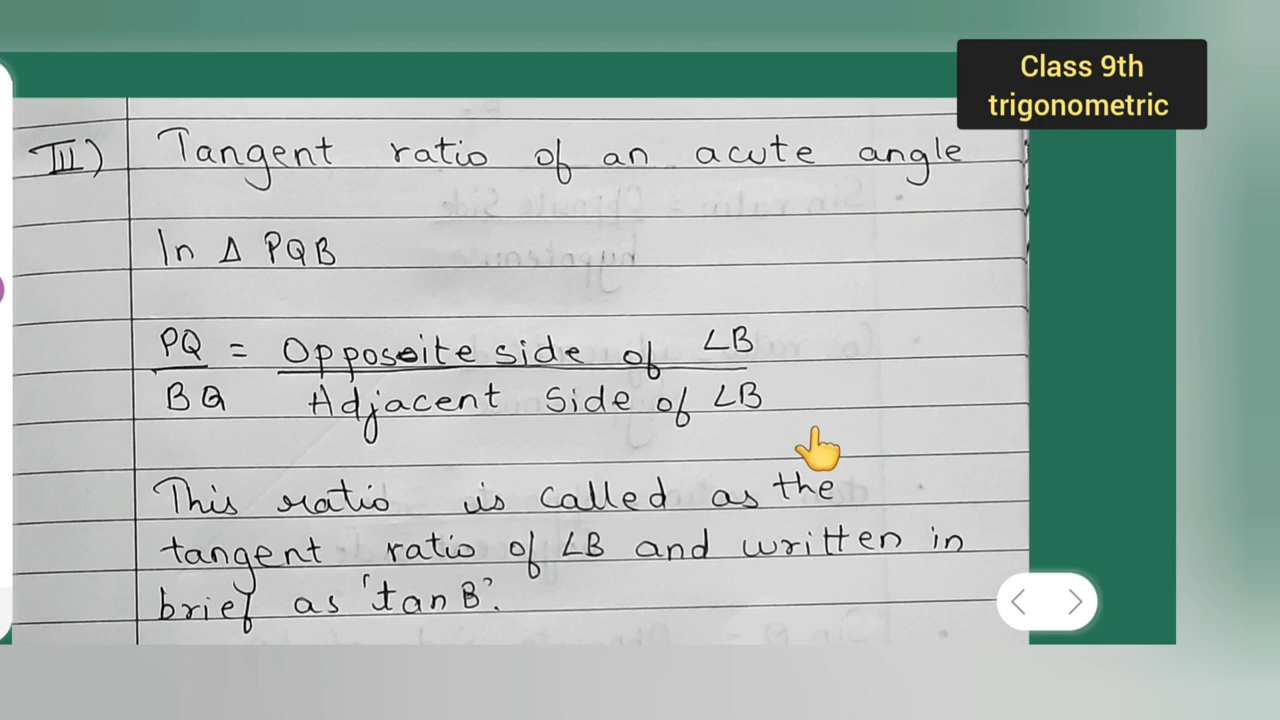 Class 9th
trigonometric
III) Tangent ratio of an acute angle
In Δ PQB
PQ = Opposite side of ∠B
BQ Adjacent Side of ∠B
This ratio is called as the
tangent ratio of ∠B and written in
brief as 'tan B'.